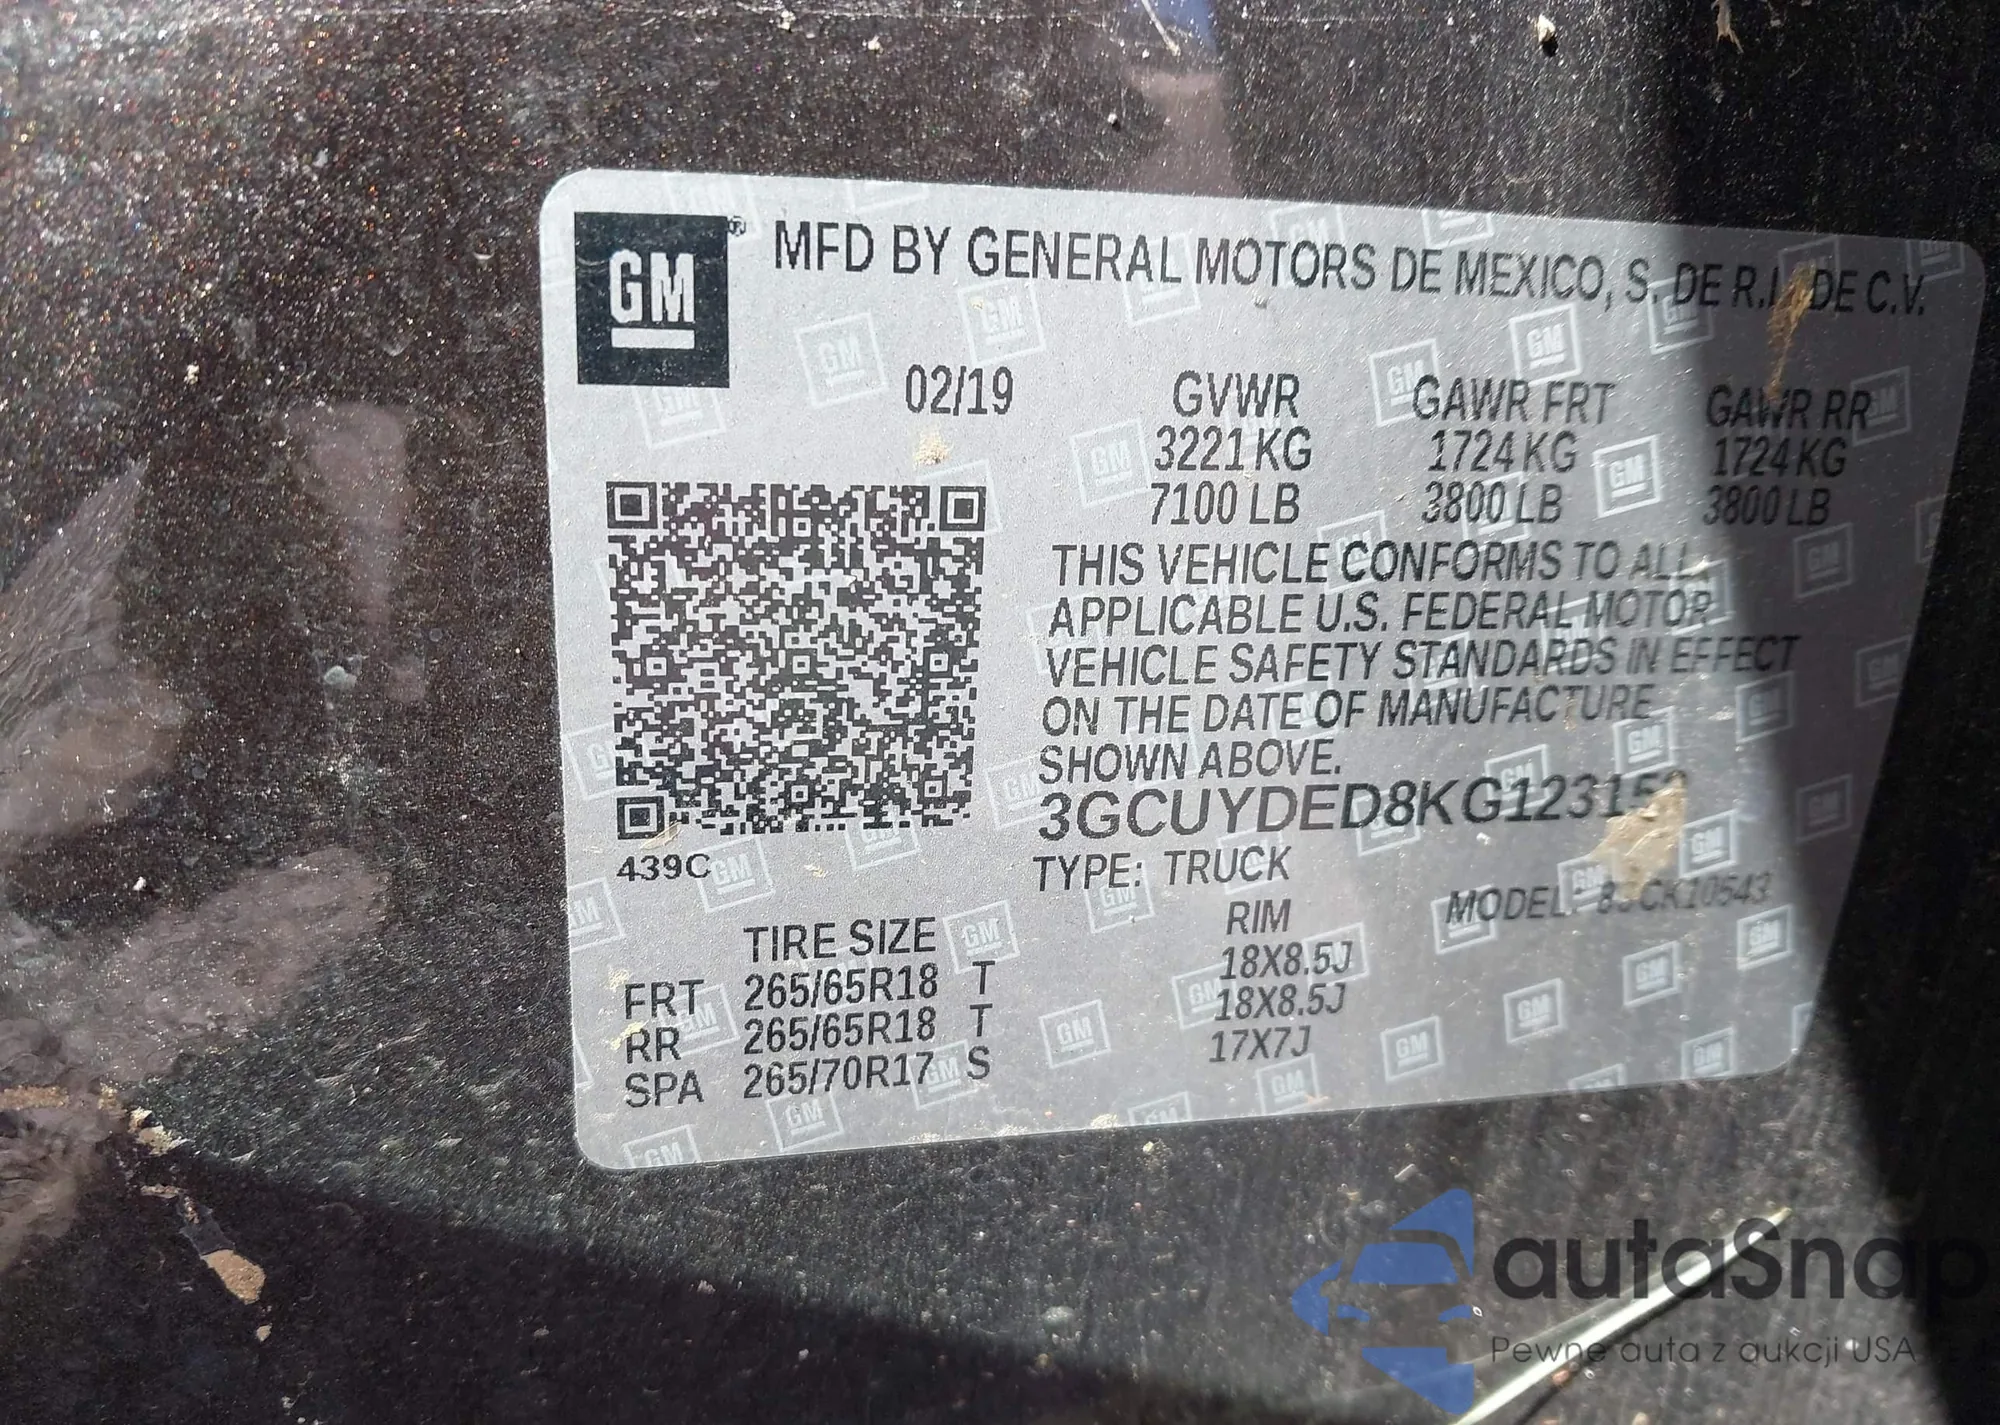 GM ®
MFD BY GENERAL MOTORS DE MEXICO, S. DE R.L. DE C.V.
02/19 GVWR GAWR FRT GAWR RR
3221 KG 1724 KG 1724 KG
7100 LB 3800 LB 3800 LB
THIS VEHICLE CONFORMS TO ALL
APPLICABLE U.S. FEDERAL MOTOR
VEHICLE SAFETY STANDARDS IN EFFECT
ON THE DATE OF MANUFACTURE
SHOWN ABOVE.
439C
TYPE: TRUCK
MODEL:
TIRE SIZE RIM
FRT 265/65R18 T 18X8.5J
RR 265/65R18 T 18X8.5J
SPA 265/70R17 S 17X7J
autaSnap
Pewne auta z aukcji USA